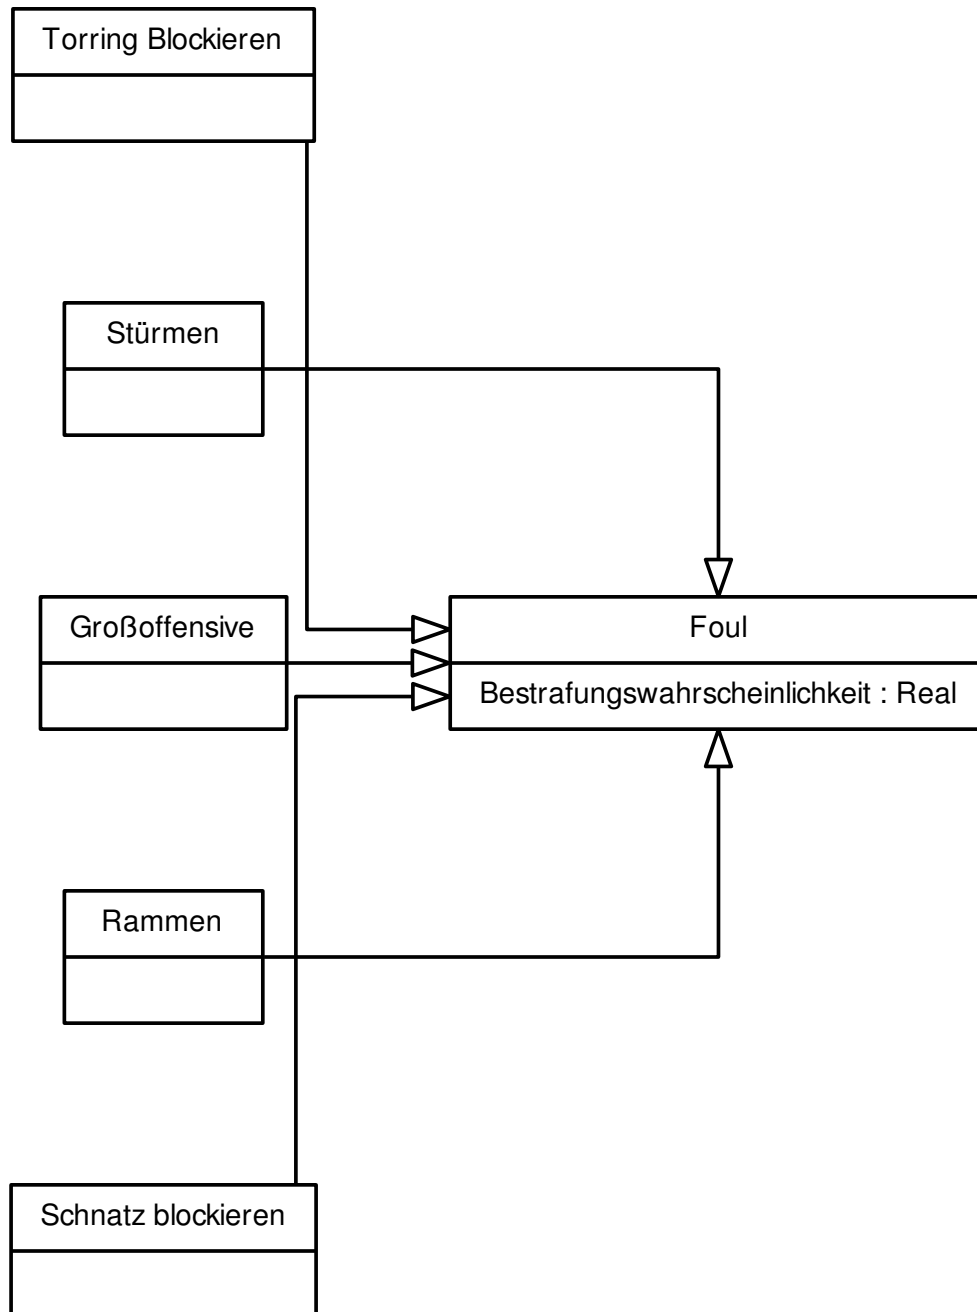 Torring Blockieren
Stürmen
Großoffensive
Foul
Bestrafungswahrscheinlichkeit : Real
Rammen
Schnatz blockieren